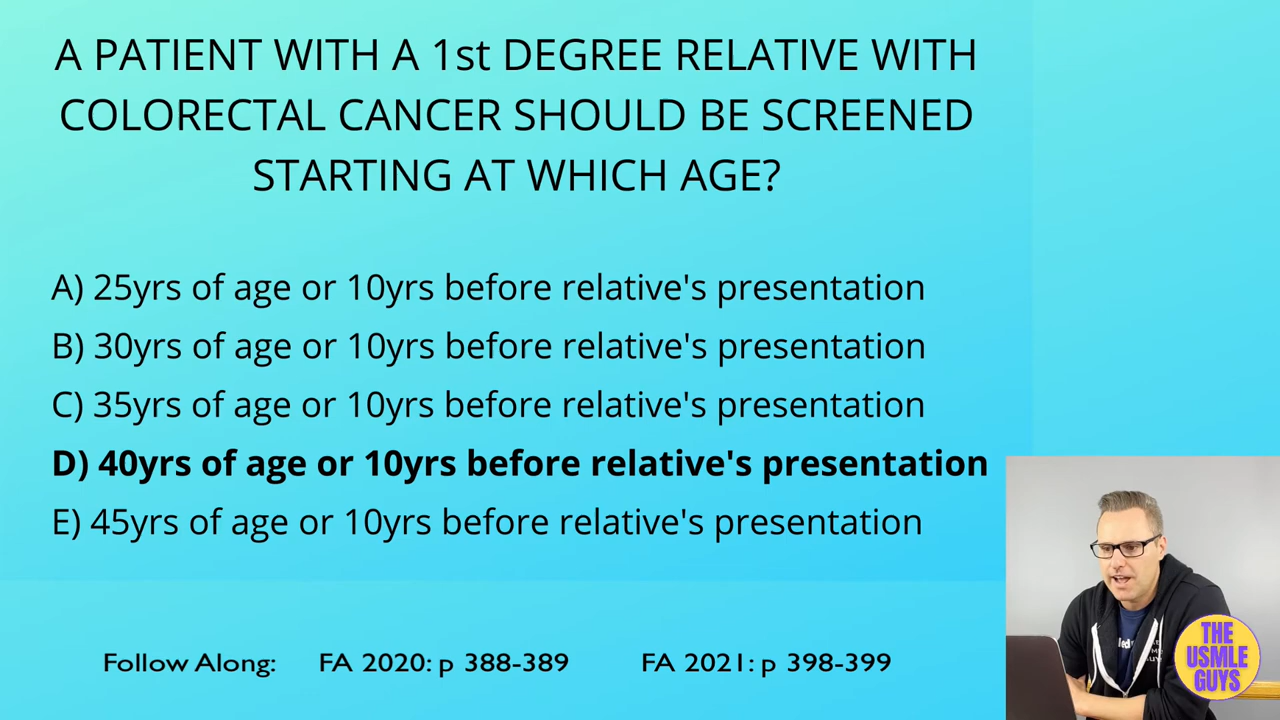 A PATIENT WITH A 1st DEGREE RELATIVE WITH
COLORECTAL CANCER SHOULD BE SCREENED
STARTING AT WHICH AGE?
A) 25yrs of age or 10yrs before relative's presentation
B) 30yrs of age or 10yrs before relative's presentation
C) 35yrs of age or 10yrs before relative's presentation
D) 40yrs of age or 10yrs before relative's presentation
E) 45yrs of age or 10yrs before relative's presentation
Follow Along: FA 2020: p 388-389 FA 2021: p 398-399
THE
USMLE
GUYS